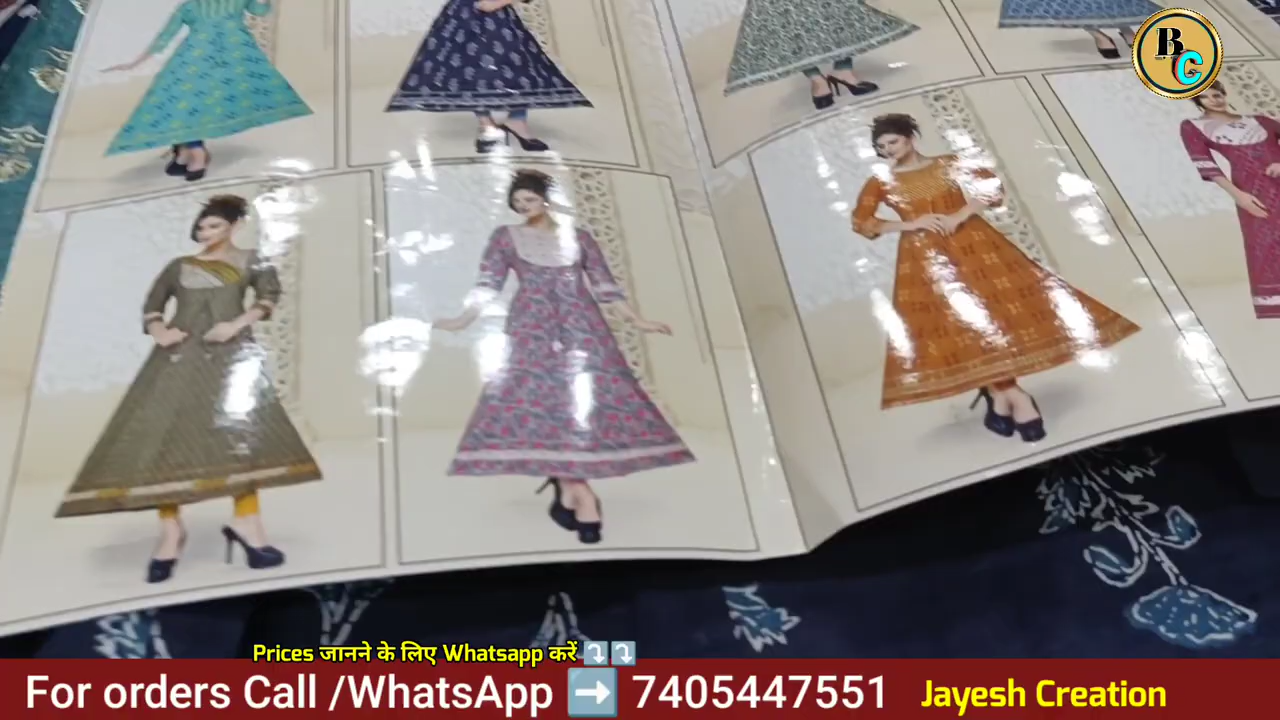 BC
Prices जानने के लिए Whatsapp करें ⤵️⤵️
For orders Call /WhatsApp ➡️ 7405447551 Jayesh Creation